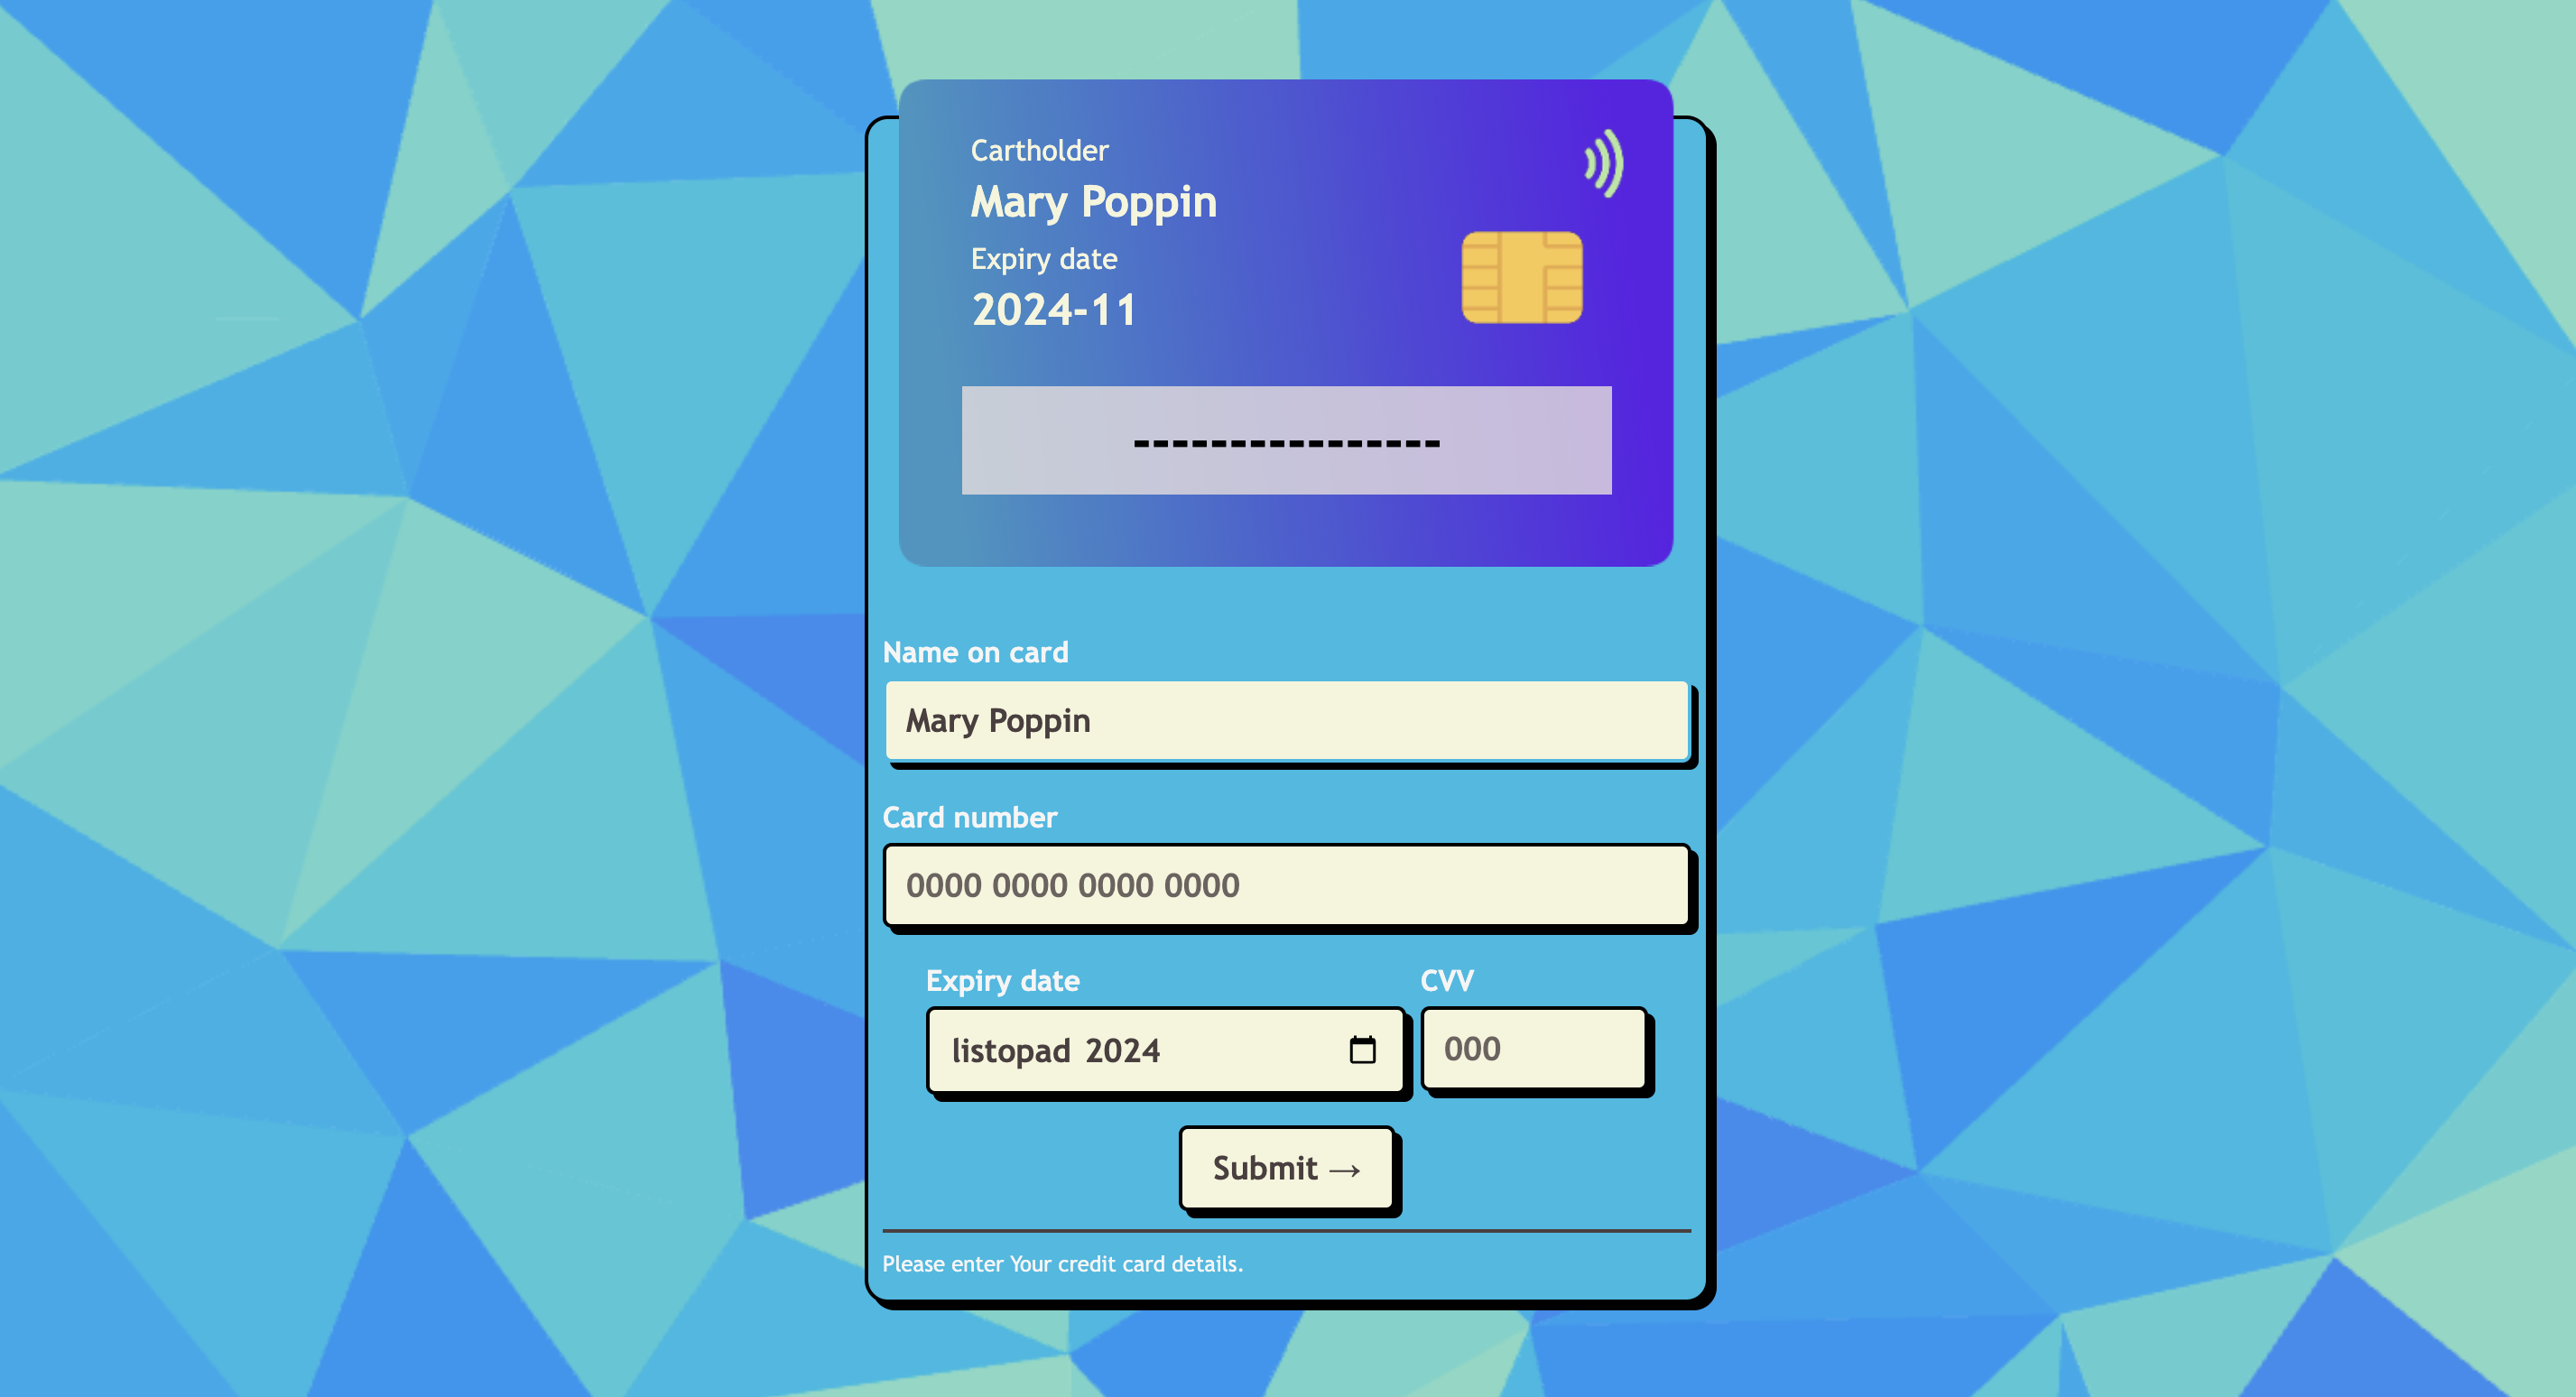 Cartholder
Mary Poppin
Expiry date
2024-11
----------------
Name on card
Mary Poppin
Card number
0000 0000 0000 0000
Expiry date CVV
listopad 2024 000
Submit →
Please enter Your credit card details.